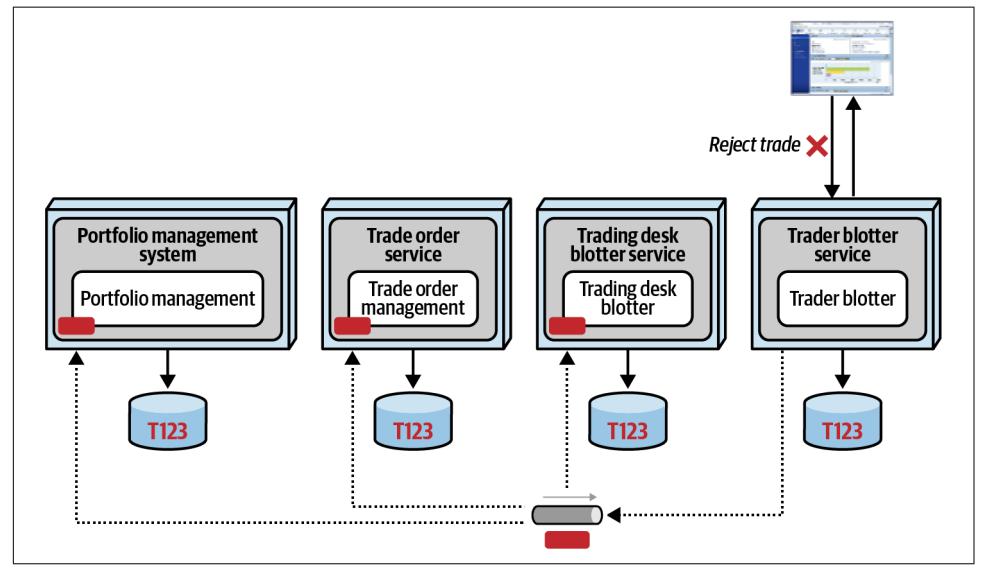 Reject trade
Portfolio management
system
Portfolio management
Trade order
service
Trade order
management
Trading desk
blotter service
Trading desk
blotter
Trader blotter
service
Trader blotter
T123
T123
T123
T123